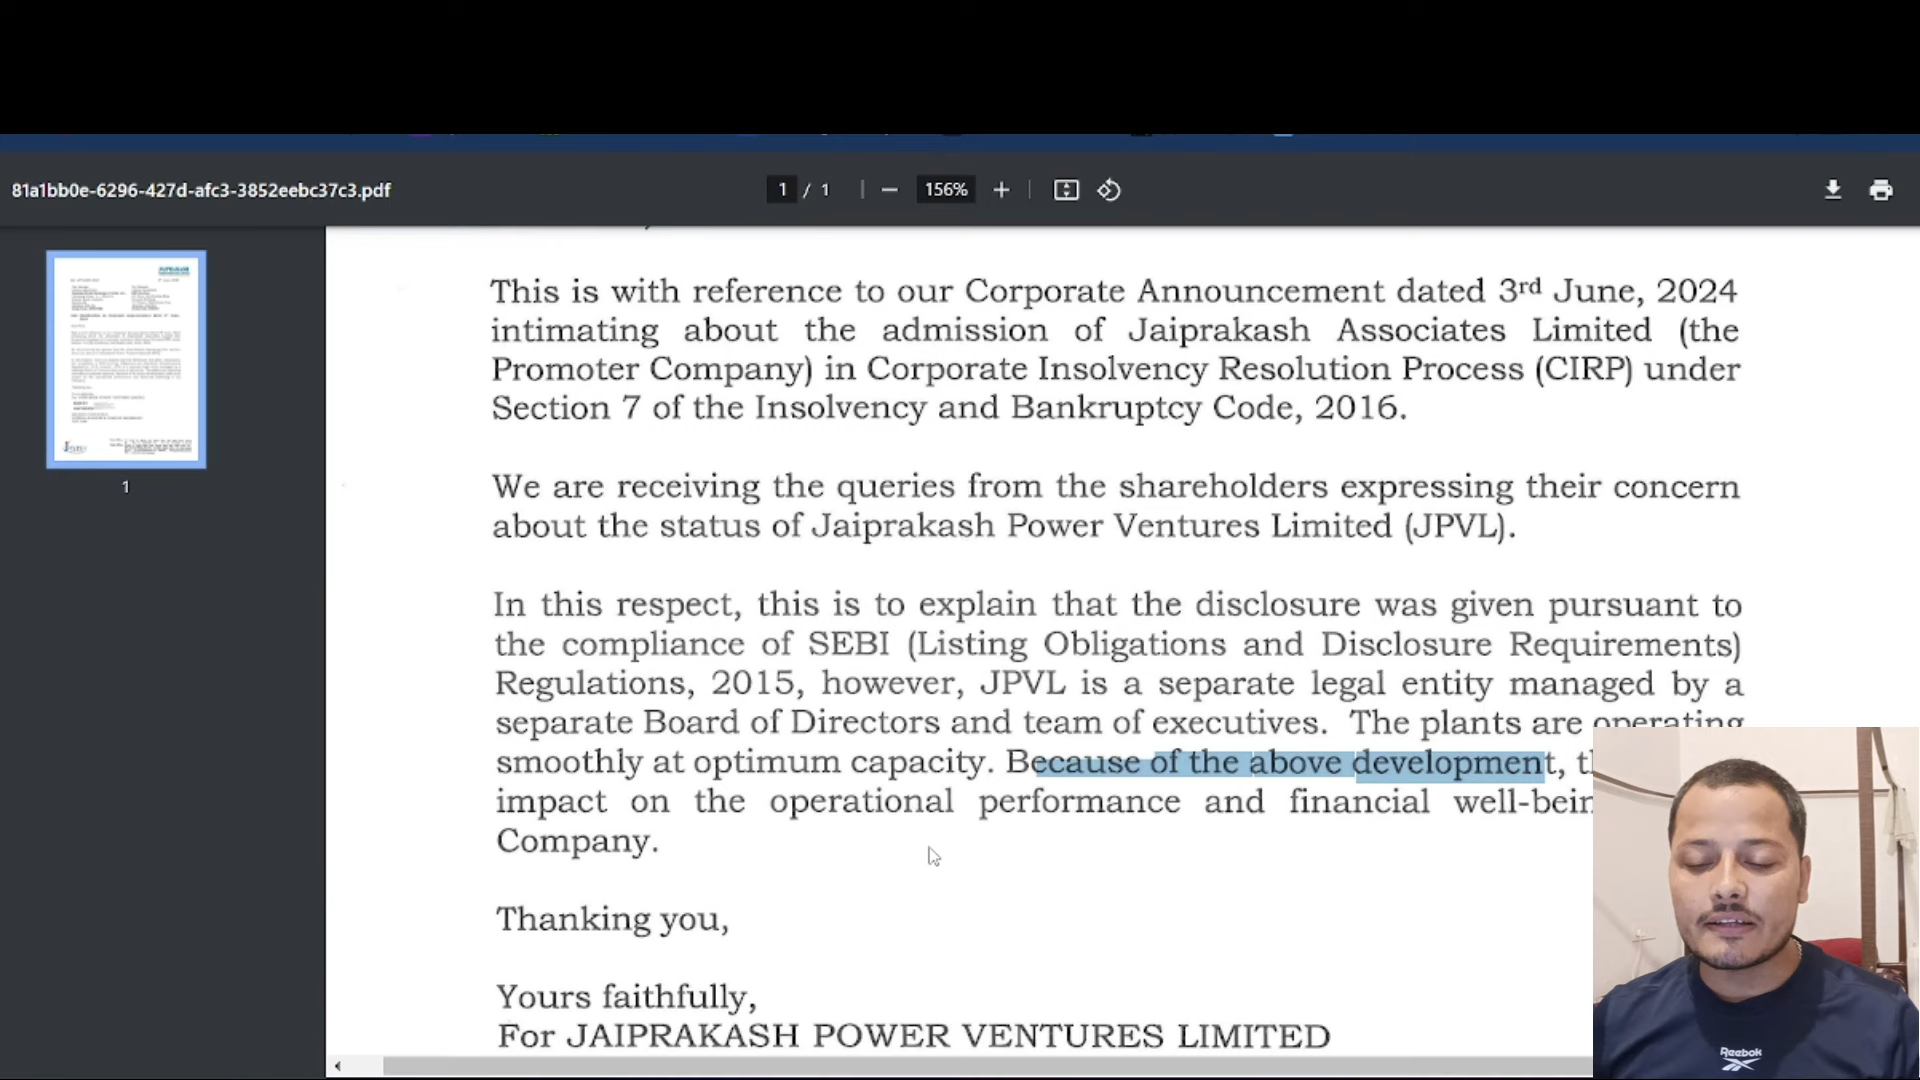 81a1bb0e-6296-427d-afc3-3852eebc37c3.pdf
1 / 1
156%
1
This is with reference to our Corporate Announcement dated 3rd June, 2024
intimating about the admission of Jaiprakash Associates Limited (the
Promoter Company) in Corporate Insolvency Resolution Process (CIRP) under
Section 7 of the Insolvency and Bankruptcy Code, 2016.
We are receiving the queries from the shareholders expressing their concern
about the status of Jaiprakash Power Ventures Limited (JPVL).
In this respect, this is to explain that the disclosure was given pursuant to
the compliance of SEBI (Listing Obligations and Disclosure Requirements)
Regulations, 2015, however, JPVL is a separate legal entity managed by a
separate Board of Directors and team of executives. The plants are operating
smoothly at optimum capacity. Because of the above development,
impact on the operational performance and financial
Company.
Thanking you,
Yours faithfully,
For JAIPRAKASH POWER VENTURES LIMITED
Reebok